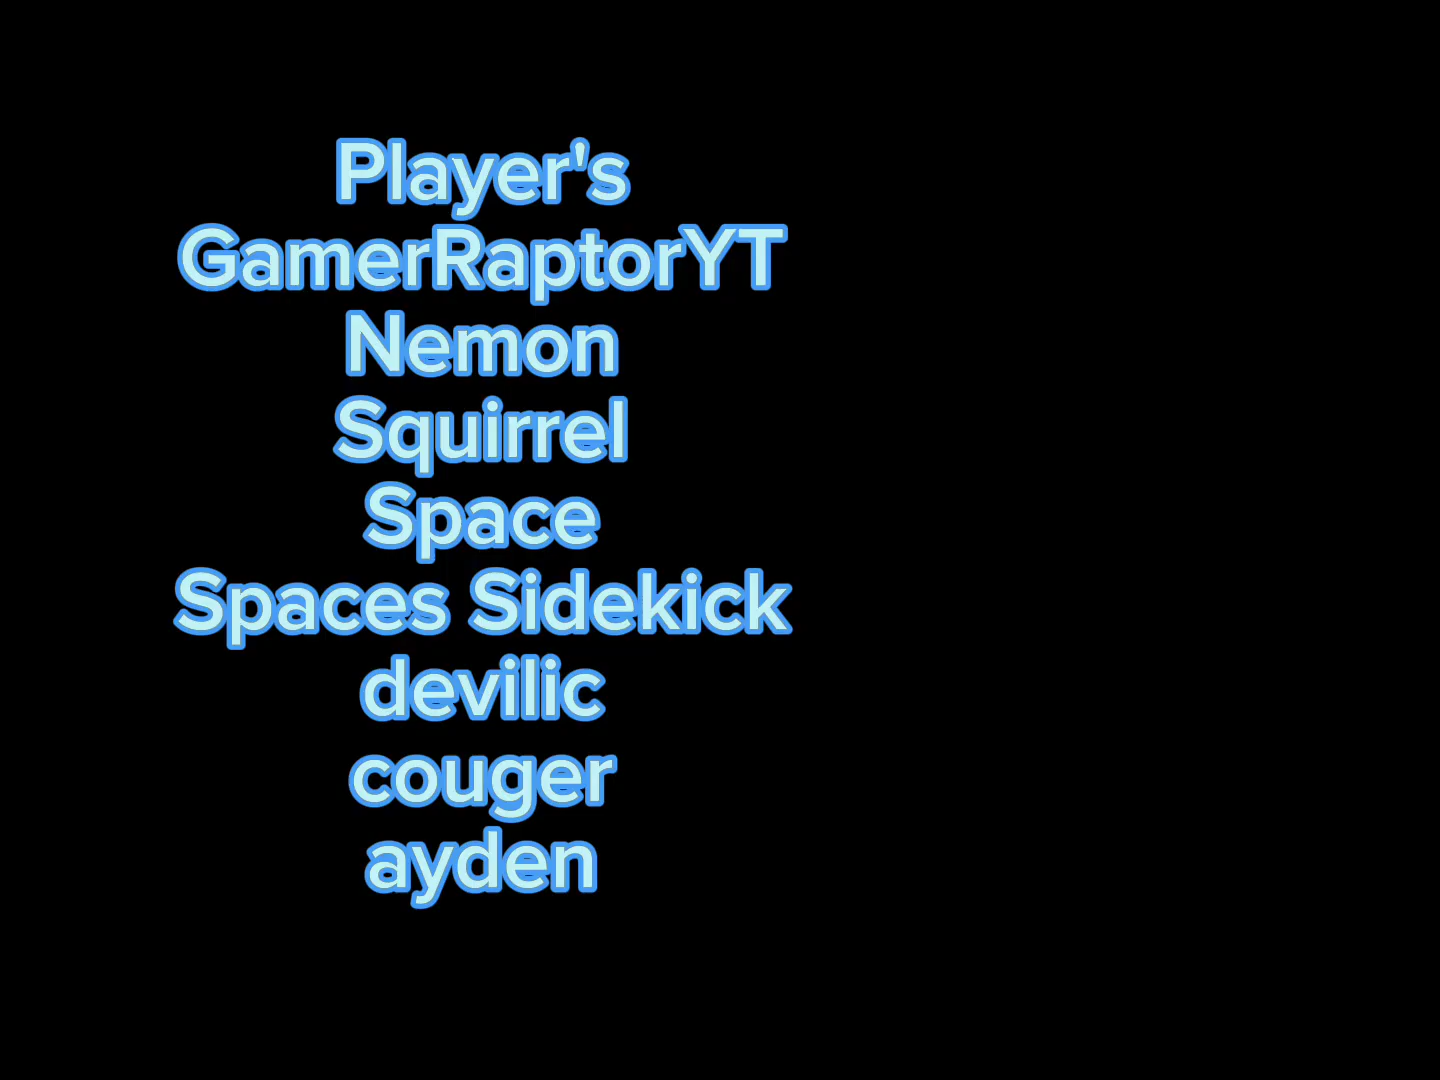 Player's
GamerRaptorYT
Nemon
Squirrel
Space
Spaces Sidekick
devilic
couger
ayden